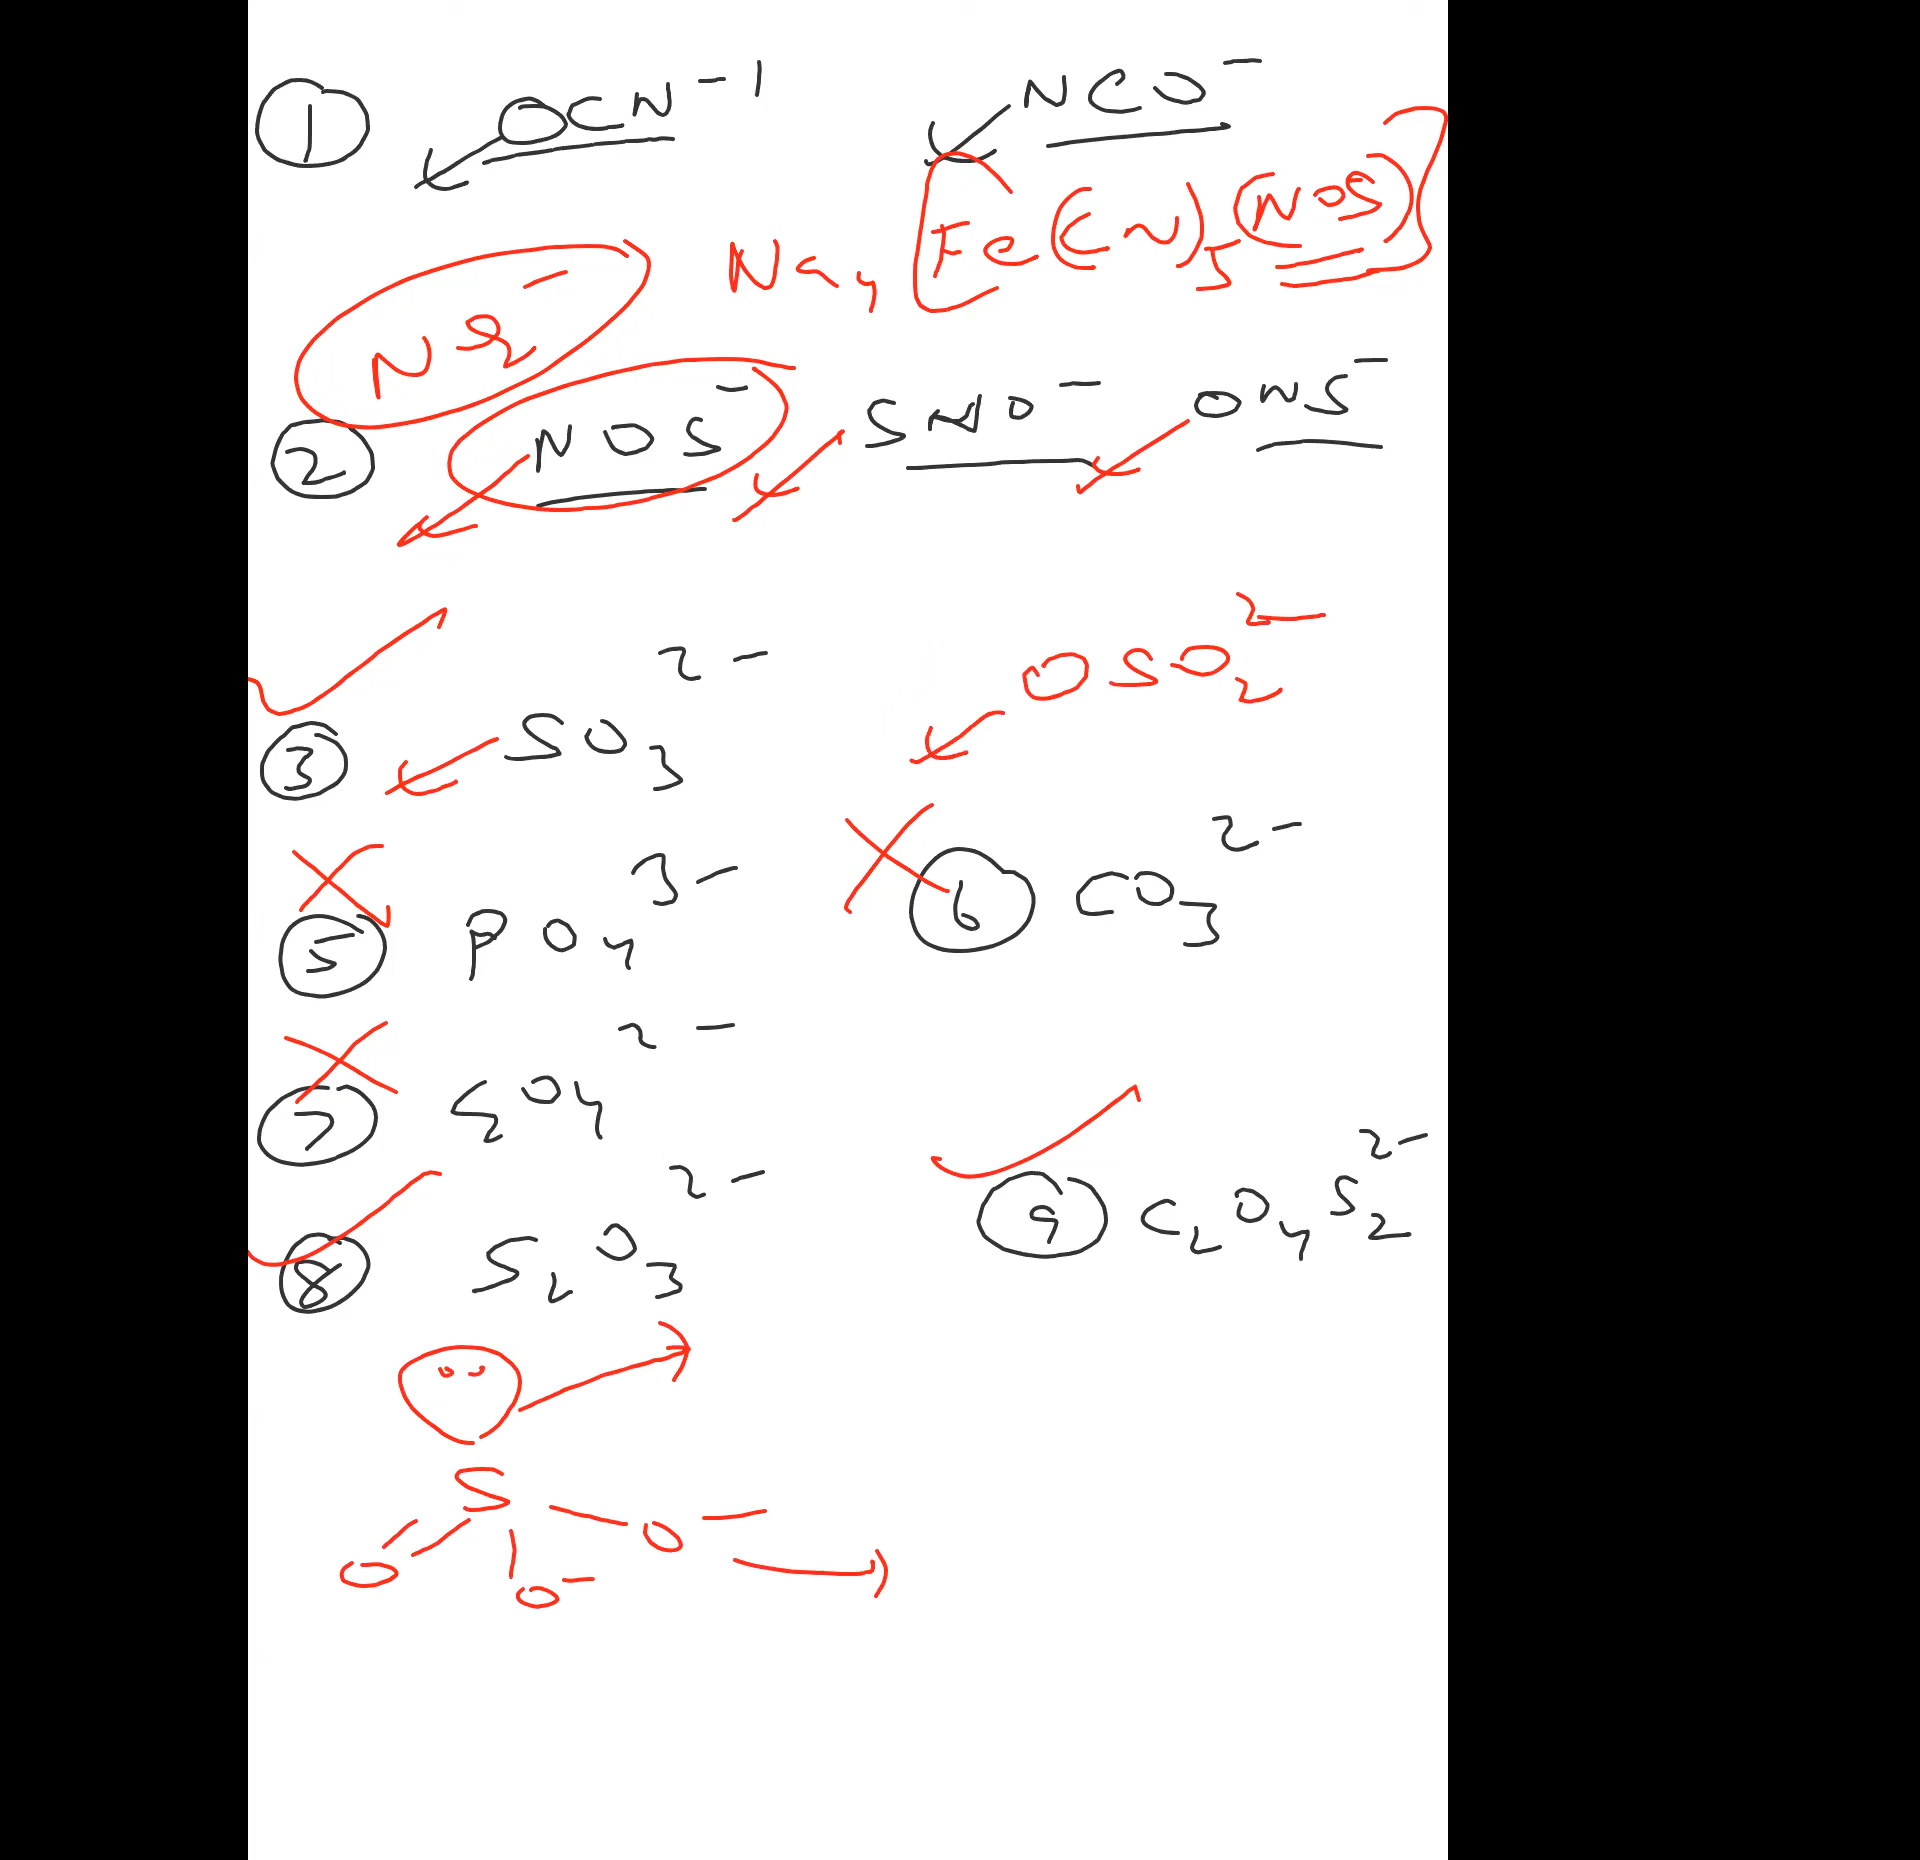 ① OCN⁻¹ NCO⁻
Na₄[Fe(CN)₅(NOS)]
NS⁻
② NOS⁻ SNO⁻ ONS⁻
③ SO₃²⁻ OSO₂²⁻
⑤ PO₄³⁻ ⑥ CO₃²⁻
⑦ SO₄²⁻
⑧ S₂O₃²⁻ ⑨ C₂O₄S₂²⁻
S
O O⁻
O⁻